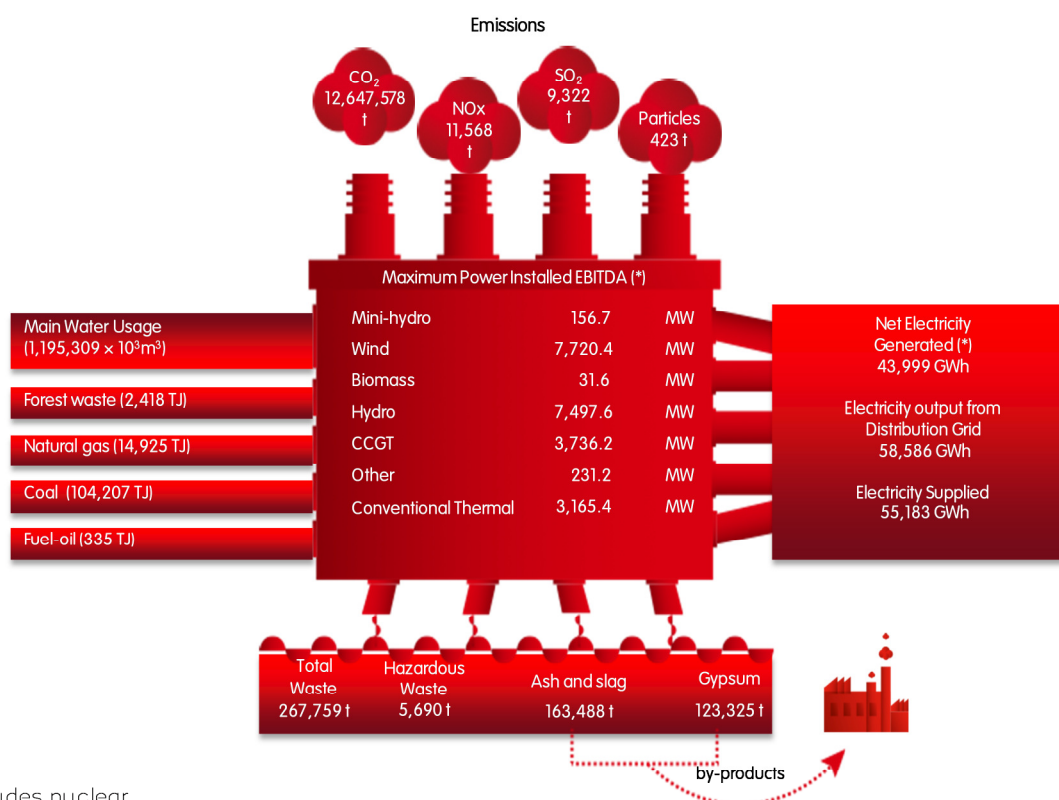 Emissions
CO₂
12,647,578
t
NOx
11,568
t
SO₂
9,322
t
Particles
423 t
Maximum Power Installed EBITDA (*)
Mini-hydro 156.7 MW
Wind 7,720.4 MW
Biomass 31.6 MW
Hydro 7,497.6 MW
CCGT 3,736.2 MW
Other 231.2 MW
Conventional Thermal 3,165.4 MW
Main Water Usage
(1,195,309 x 10³m³)
Forest waste (2,418 TJ)
Natural gas (14,925 TJ)
Coal (104,207 TJ)
Fuel-oil (335 TJ)
Net Electricity
Generated (*)
43,999 GWh
Electricity output from
Distribution Grid
58,586 GWh
Electricity Supplied
55,183 GWh
Total
Waste
267,759 t
Hazardous
Waste
5,690 t
Ash and slag
163,488 t
Gypsum
123,325 t
by-products
nuclear